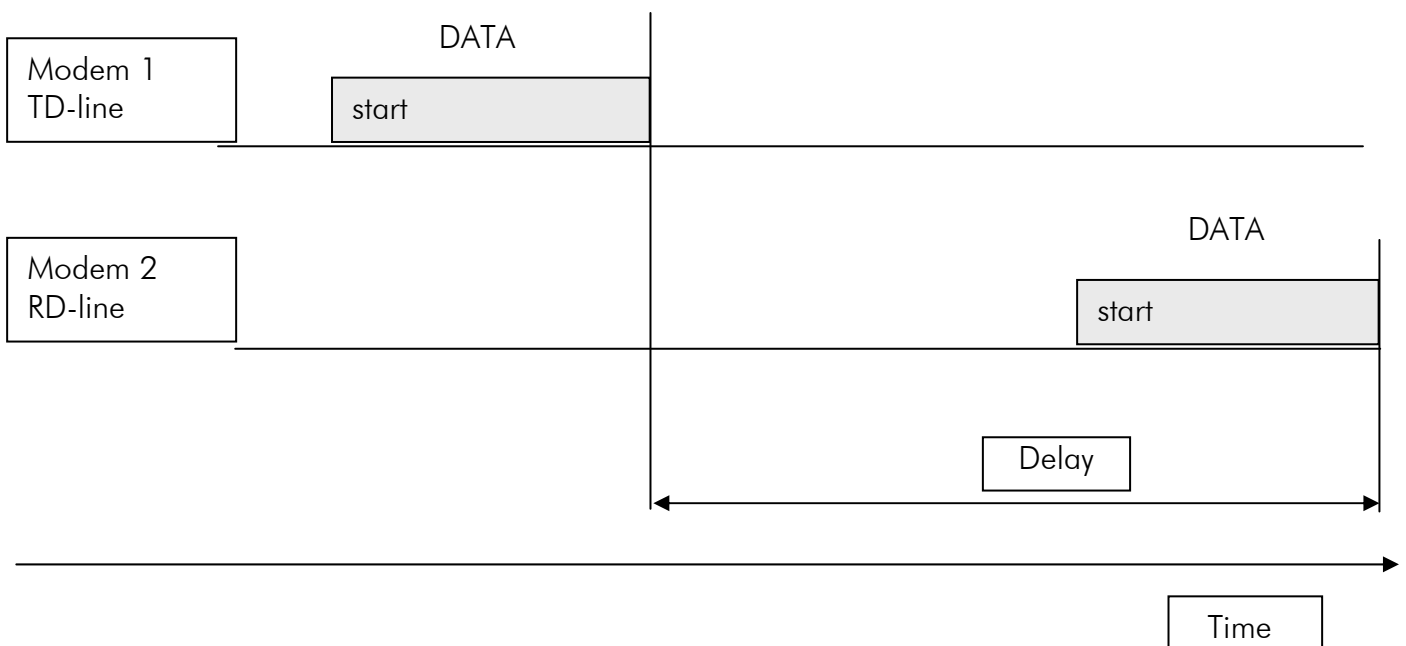 DATA
Modem 1
TD-line
start
DATA
Modem 2
RD-line
start
Delay
Time